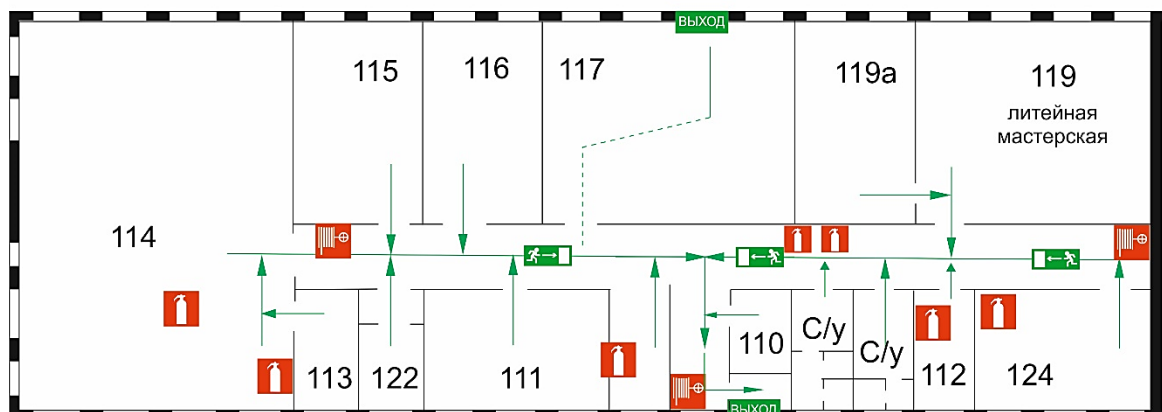 ВЫХОД
115
116
117
119а
119
литейная
мастерская
114
113
122
111
110
С/у
С/у
112
124
ВЫХОД